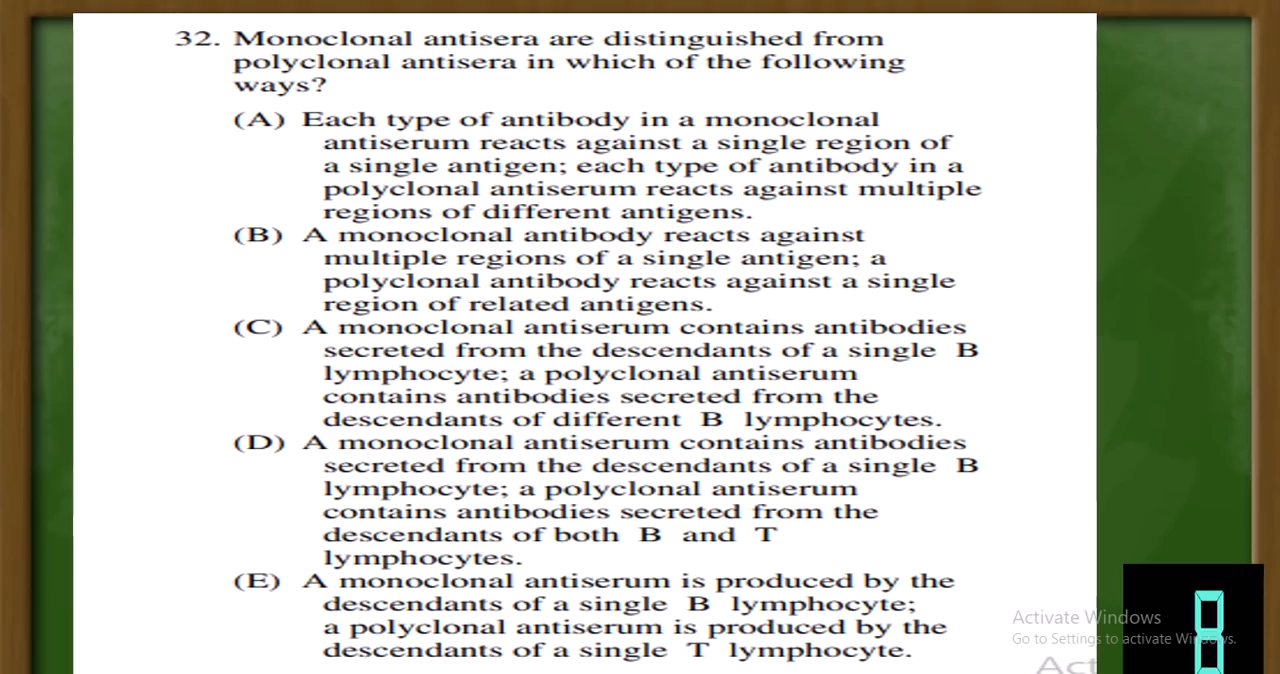 32. Monoclonal antisera are distinguished from
polyclonal antisera in which of the following
ways?
(A) Each type of antibody in a monoclonal
antiserum reacts against a single region of
a single antigen; each type of antibody in a
polyclonal antiserum reacts against multiple
regions of different antigens.
(B) A monoclonal antibody reacts against
multiple regions of a single antigen; a
polyclonal antibody reacts against a single
region of related antigens.
(C) A monoclonal antiserum contains antibodies
secreted from the descendants of a single B
lymphocyte; a polyclonal antiserum
contains antibodies secreted from the
descendants of different B lymphocytes.
(D) A monoclonal antiserum contains antibodies
secreted from the descendants of a single B
lymphocyte; a polyclonal antiserum
contains antibodies secreted from the
descendants of both B and T
lymphocytes.
(E) A monoclonal antiserum is produced by the
descendants of a single B lymphocyte;
a polyclonal antiserum is produced by the
descendants of a single T lymphocyte.
Activate Windows
Go to Settings to activate Windows.
Act